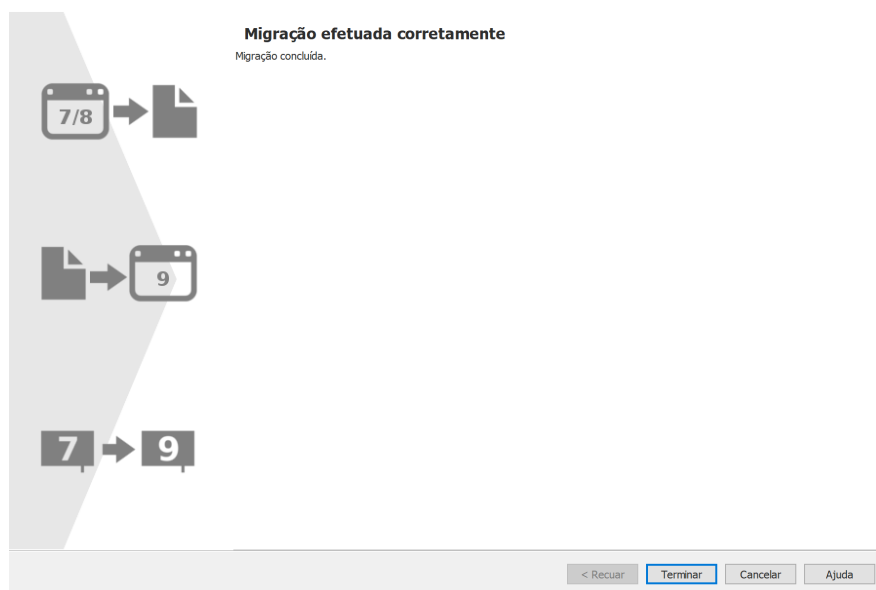 Migração efetuada corretamente
Migração concluída.
7/8
9
7 9
< Recuar Terminar Cancelar Ajuda